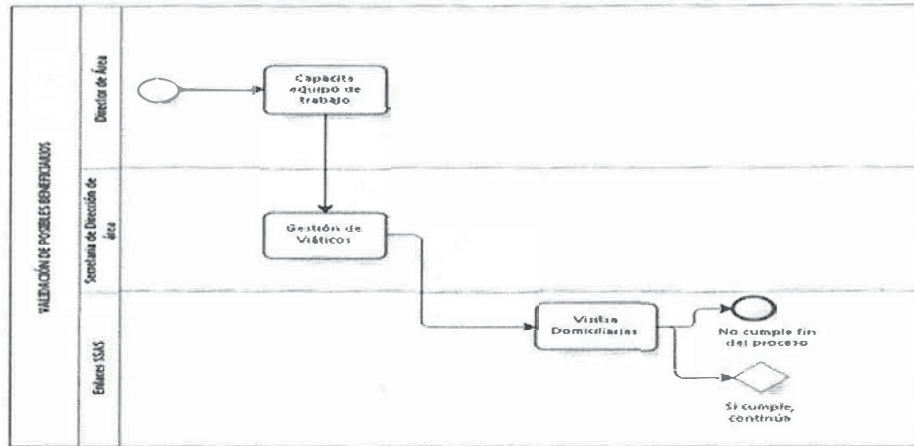 VALIDACIÓN DE POSIBLES BENEFICIARIOS
Director de Área
Capacita
equipo de
trabajo
Secretaria de Dirección de
área
Gestión de
Viáticos
Enlaces SSAS
Visitas
Domiciliarias
No cumple fin
del proceso
Si cumple,
continúa